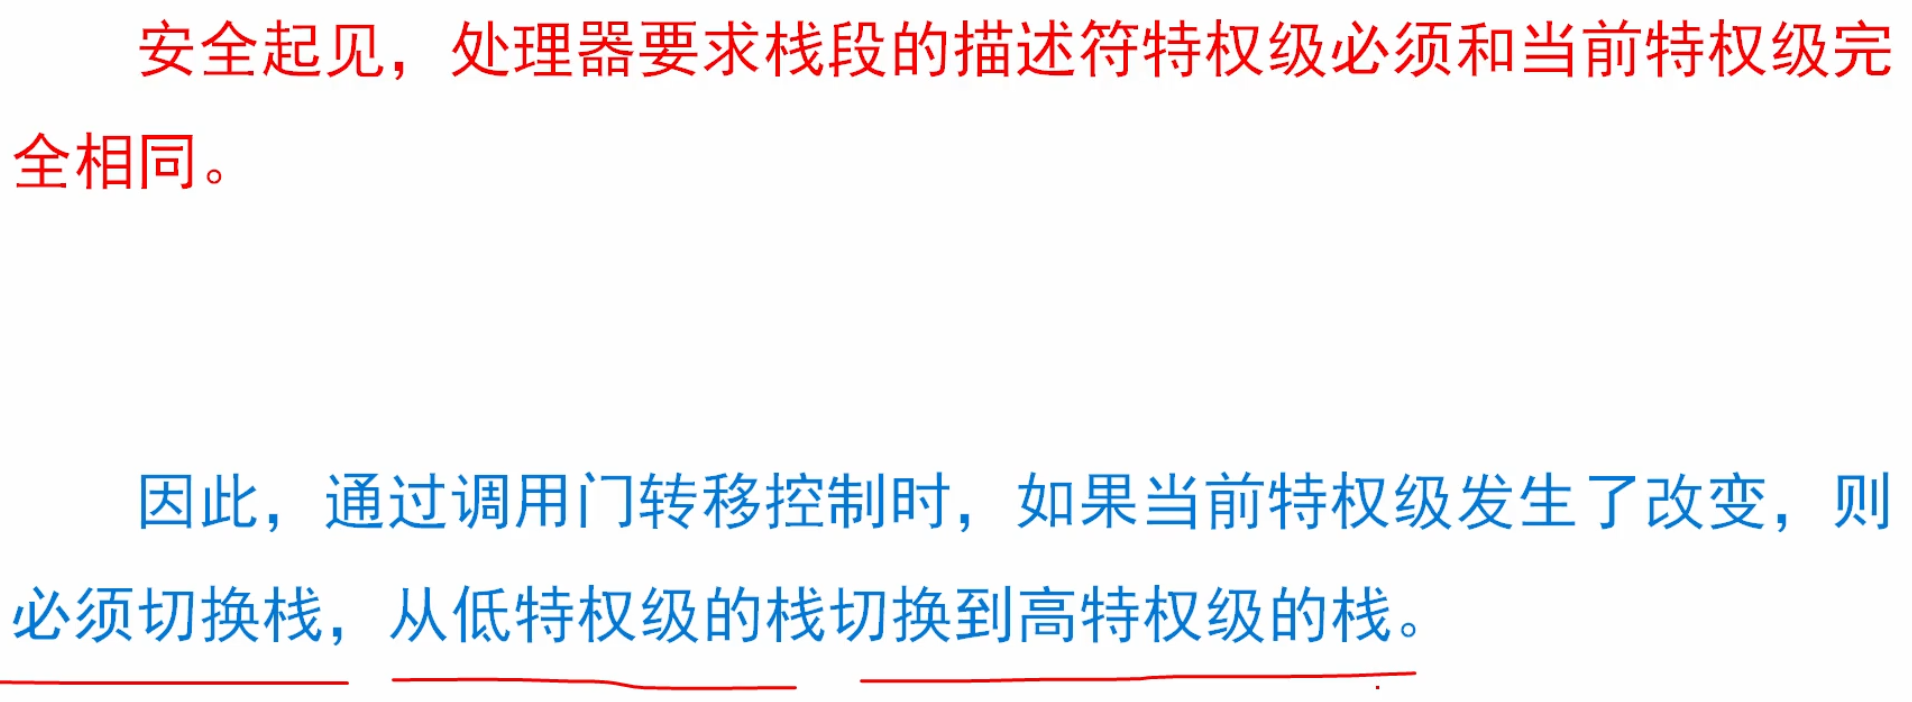 安全起见，处理器要求栈段的描述符特权级必须和当前特权级完
全相同。
因此，通过调用门转移控制时，如果当前特权级发生了改变，则
必须切换栈，从低特权级的栈切换到高特权级的栈。